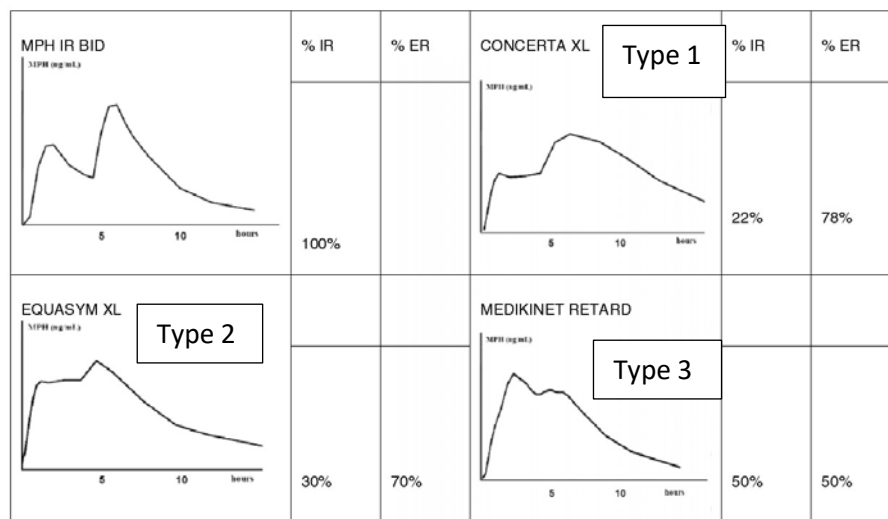 MPH IR BID
% IR
% ER
MPH (ng/mL)
5
10
hours
100%
CONCERTA XL
Type 1
% IR
% ER
MPH (ng/mL)
5
10
hours
22%
78%
EQUASYM XL
Type 2
MPH (ng/mL)
5
10
hours
30%
70%
MEDIKINET RETARD
Type 3
MPH (ng/mL)
5
10
hours
50%
50%